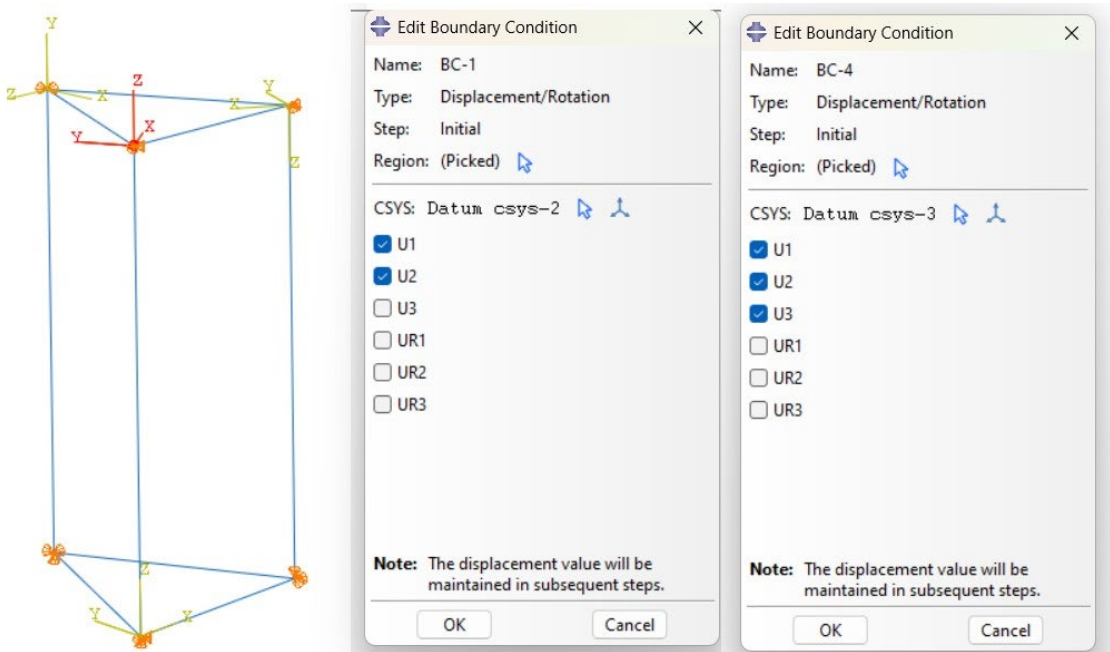 Y
Z
X
Z
X
Y
Y
X
Z
Z
Y
X
Edit Boundary Condition
Name: BC-1
Type: Displacement/Rotation
Step: Initial
Region: (Picked)
CSYS: Datum csys-2
U1
U2
U3
UR1
UR2
UR3
Note: The displacement value will be
maintained in subsequent steps.
OK Cancel
Edit Boundary Condition
Name: BC-4
Type: Displacement/Rotation
Step: Initial
Region: (Picked)
CSYS: Datum csys-3
U1
U2
U3
UR1
UR2
UR3
Note: The displacement value will be
maintained in subsequent steps.
OK Cancel